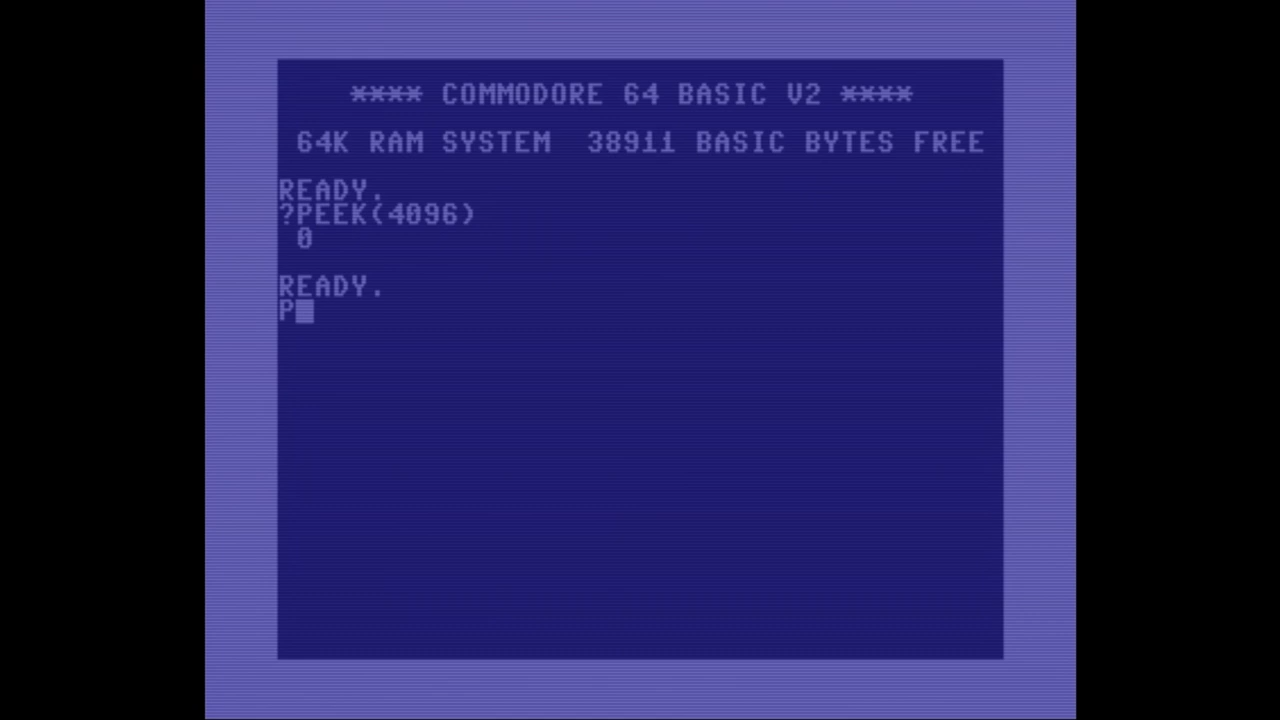 **** COMMODORE 64 BASIC V2 ****
64K RAM SYSTEM  38911 BASIC BYTES FREE
READY.
?PEEK(4096)
0
READY.
P